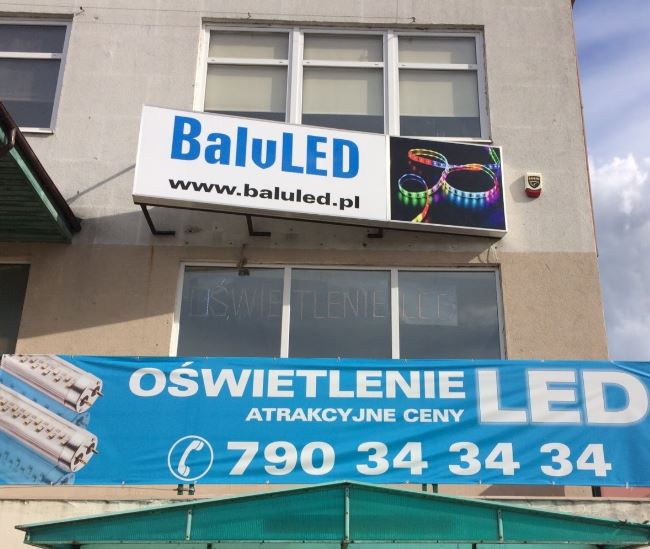 BaluLED
www.baluled.pl
OŚWIETLENIE LED
OŚWIETLENIE LED
ATRAKCYJNE CENY
790 34 34 34